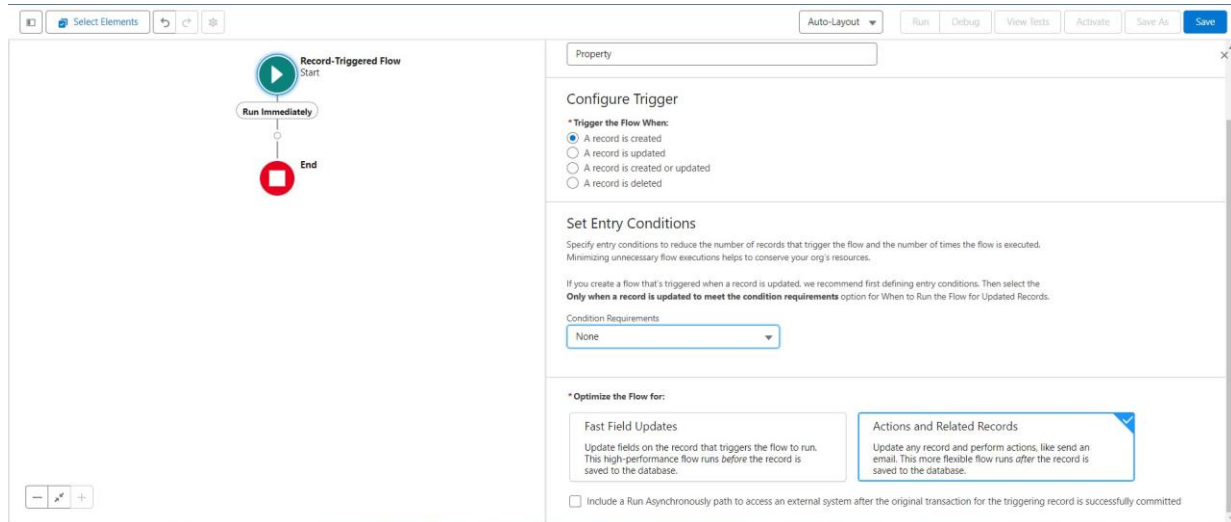 Select Elements
Auto-Layout
Run
Debug
View Tests
Activate
Save As
Save
Record-Triggered Flow
Start
Run Immediately
End
Property
Configure Trigger
* Trigger the Flow When:
A record is created
A record is updated
A record is created or updated
A record is deleted
Set Entry Conditions
Specify entry conditions to reduce the number of records that trigger the flow and the number of times the flow is executed.
Minimizing unnecessary flow executions helps to conserve your org's resources.
If you create a flow that's triggered when a record is updated, we recommend first defining entry conditions. Then select the
Only when a record is updated to meet the condition requirements option for When to Run the Flow for Updated Records.
Condition Requirements
None
* Optimize the Flow for:
Fast Field Updates
Update fields on the record that triggers the flow to run.
This high-performance flow runs before the record is
saved to the database.
Actions and Related Records
Update any record and perform actions, like send an
email. This more flexible flow runs after the record is
saved to the database.
Include a Run Asynchronously path to access an external system after the original transaction for the triggering record is successfully committed